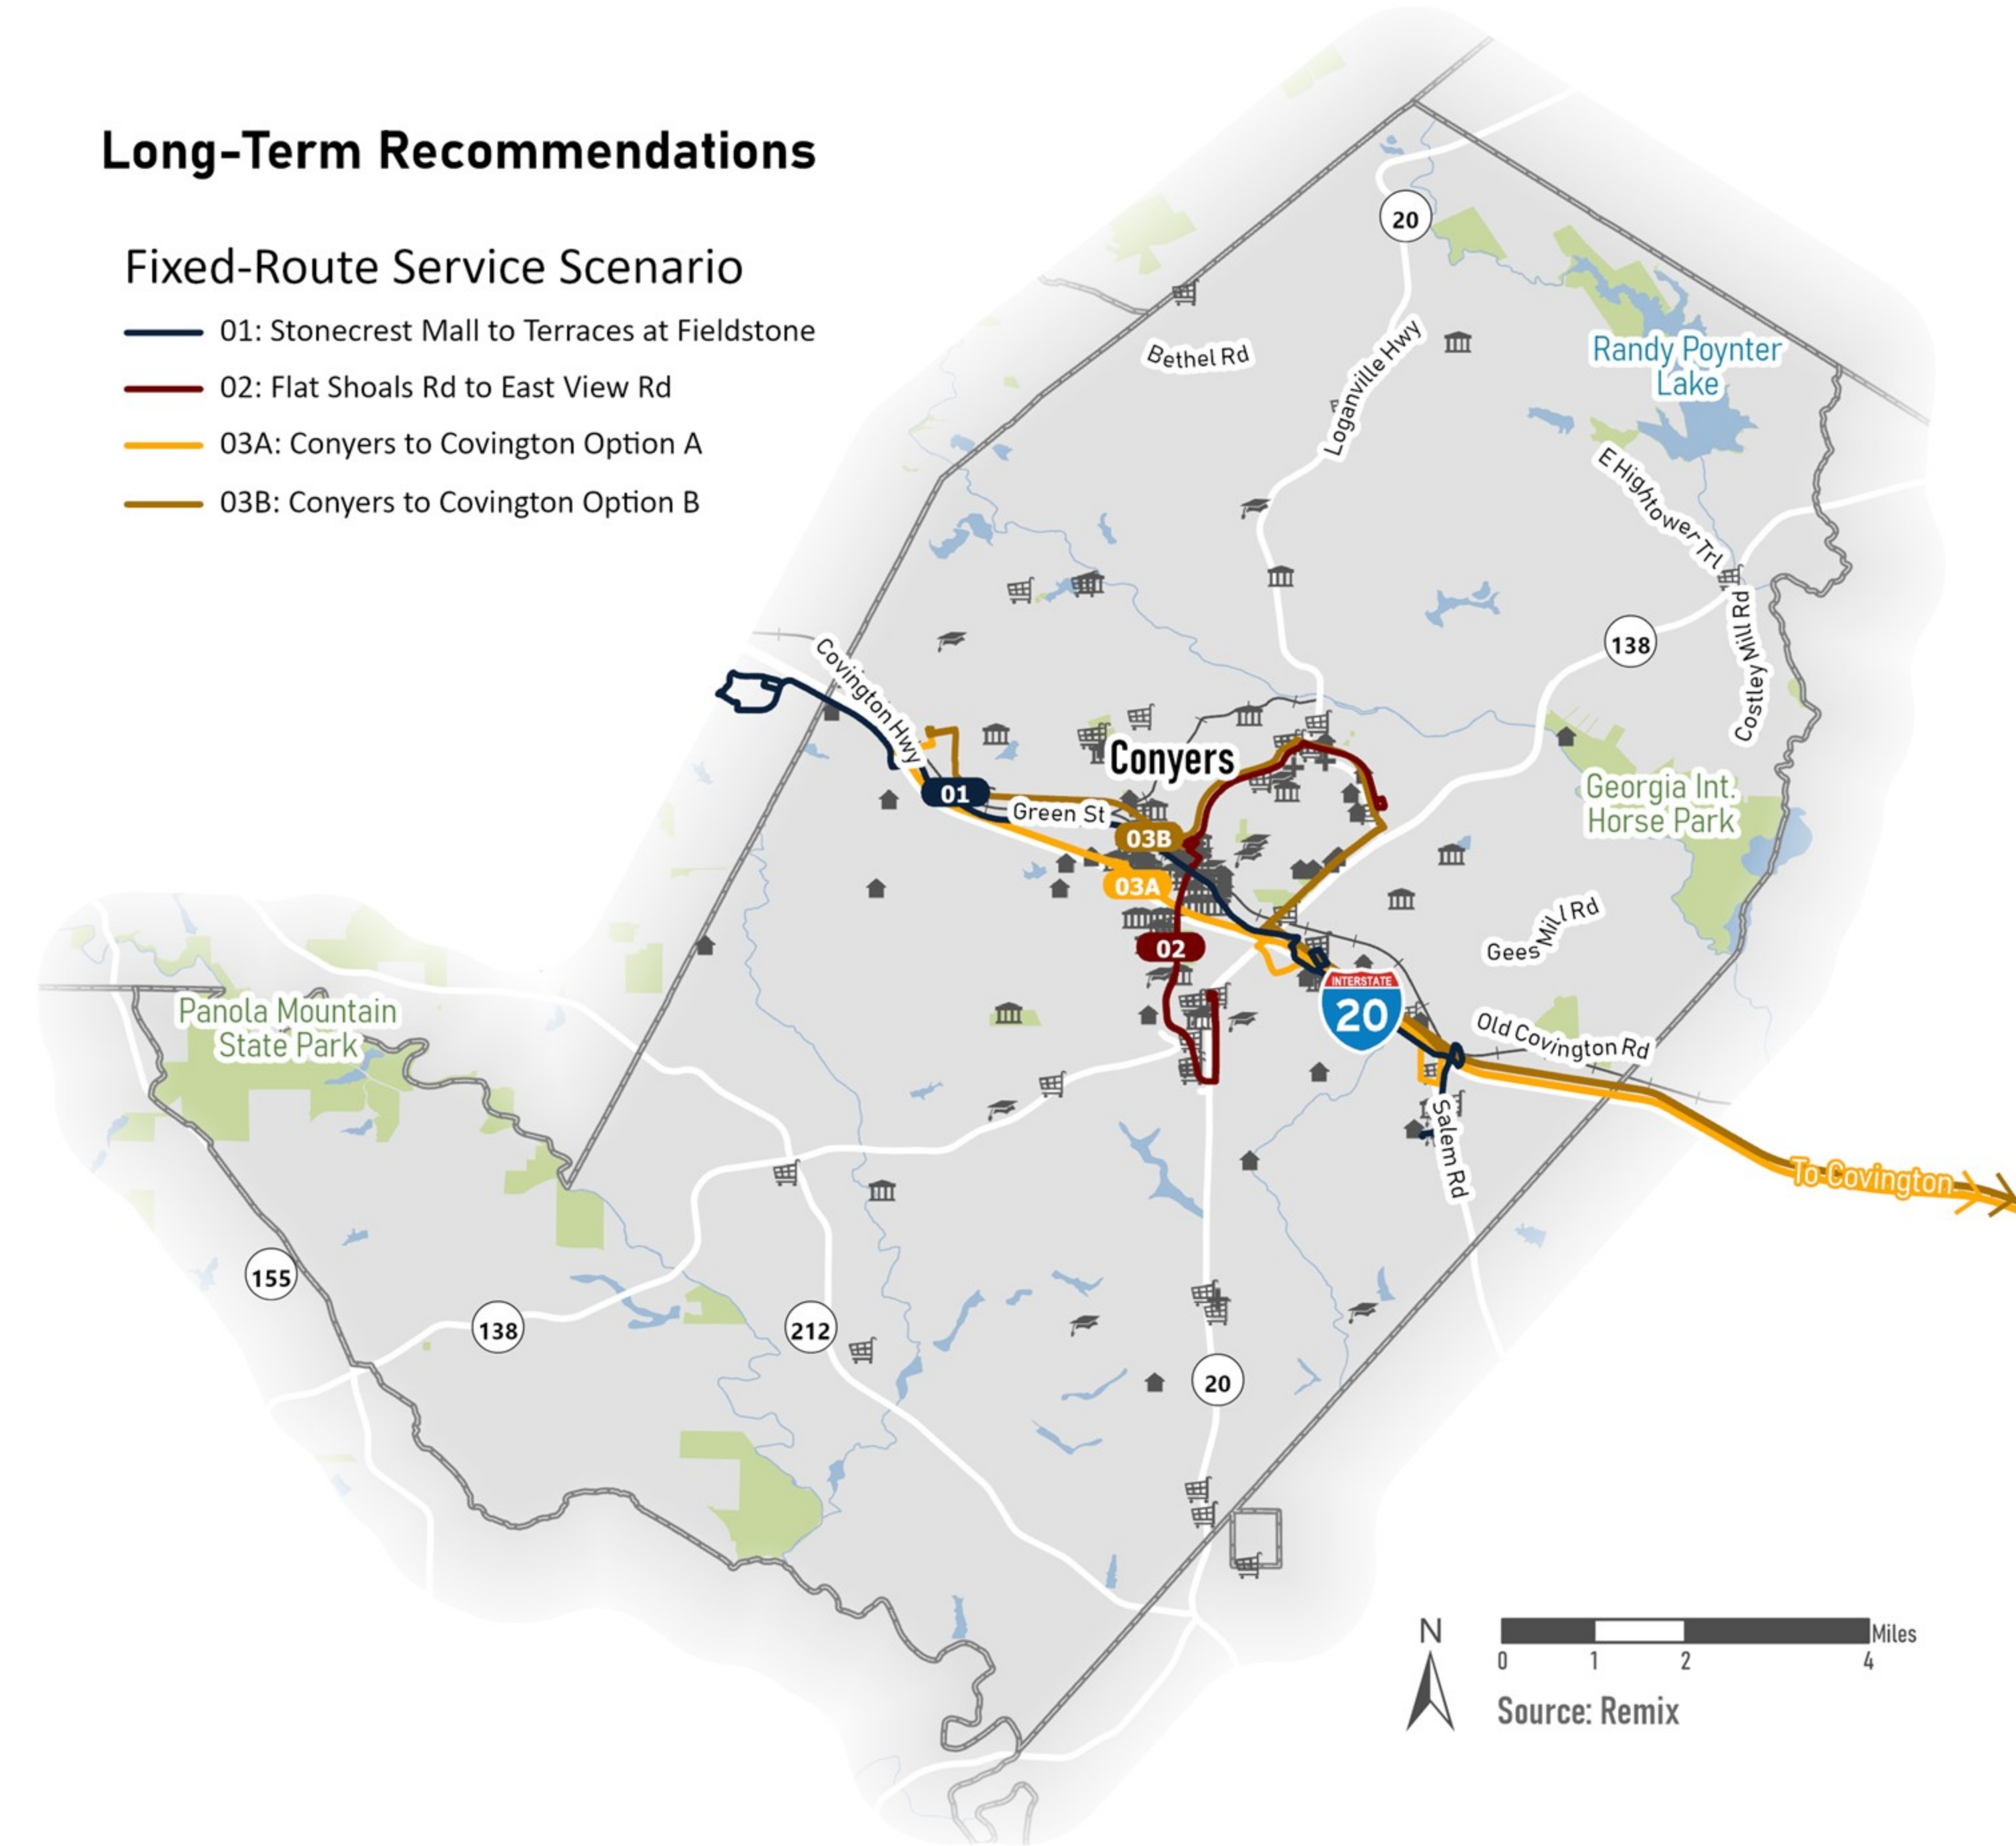 Long-Term Recommendations
Fixed-Route Service Scenario
01: Stonecrest Mall to Terraces at Fieldstone
02: Flat Shoals Rd to East View Rd
03A: Conyers to Covington Option A
03B: Conyers to Covington Option B
20
Bethel Rd
Loganville Hwy
Randy Poynter
Lake
E Hightower Trl
138
Costley Mill Rd
Covington Hwy
Conyers
Georgia Int.
Horse Park
01
Green St
03B
03A
02
Gees Mill Rd
INTERSTATE
20
Old Covington Rd
Panola Mountain
State Park
Salem Rd
To Covington
155
138
212
20
N
Miles
0 1 2 4
Source: Remix